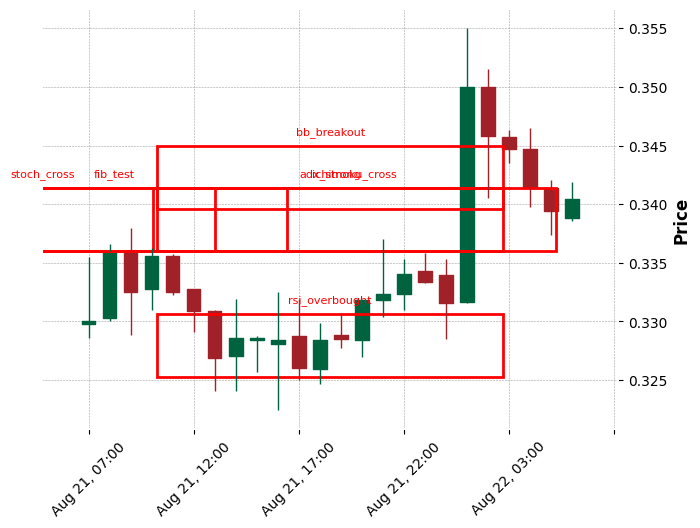 0.355
0.350
bb_breakout
0.345
stoch_cross
fib_test
ichimoku_cross
0.340
Price
0.335
rsi_overbought
0.330
0.325
Aug 21, 07:00
Aug 21, 12:00
Aug 21, 17:00
Aug 21, 22:00
Aug 22, 03:00